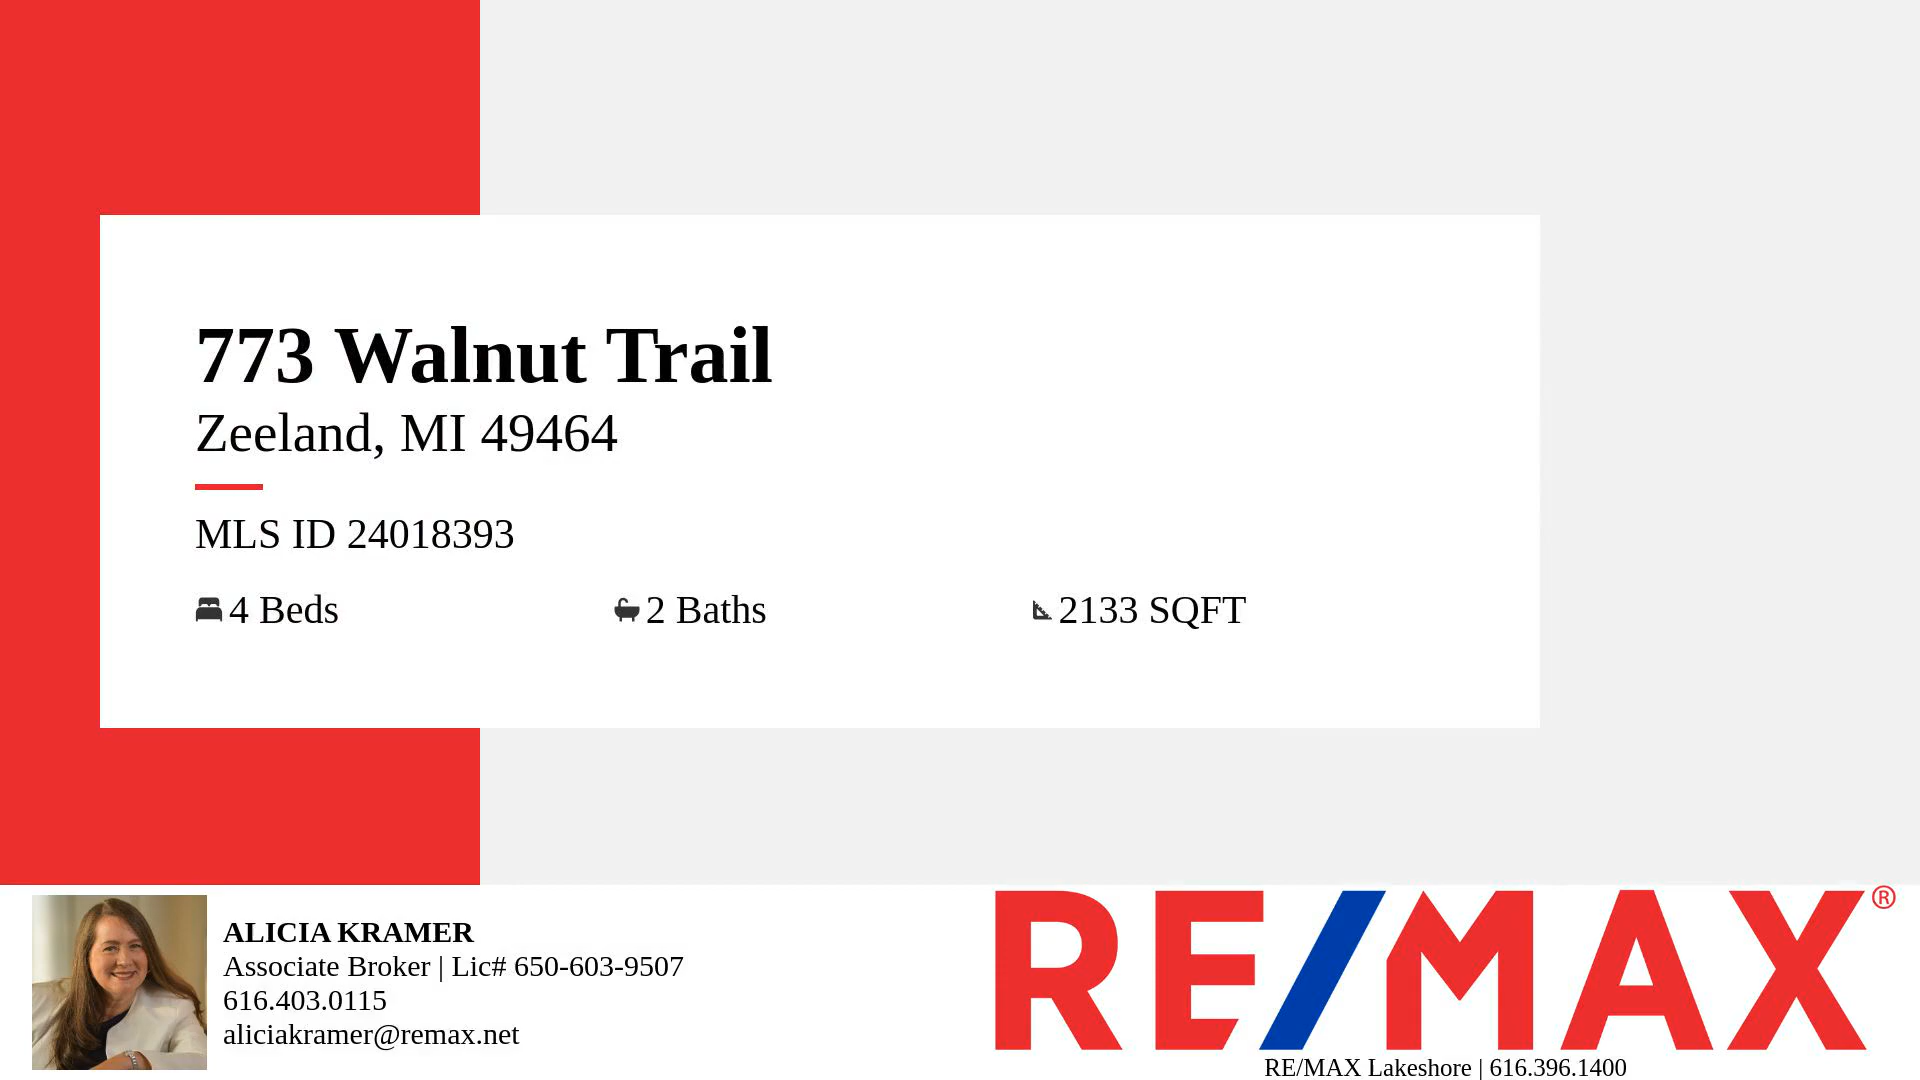 773 Walnut Trail
Zeeland, MI 49464
MLS ID 24018393
4 Beds
2 Baths
2133 SQFT
ALICIA KRAMER
Associate Broker | Lic# 650-603-9507
616.403.0115
aliciakramer@remax.net
RE/MAX®
RE/MAX Lakeshore | 616.396.1400